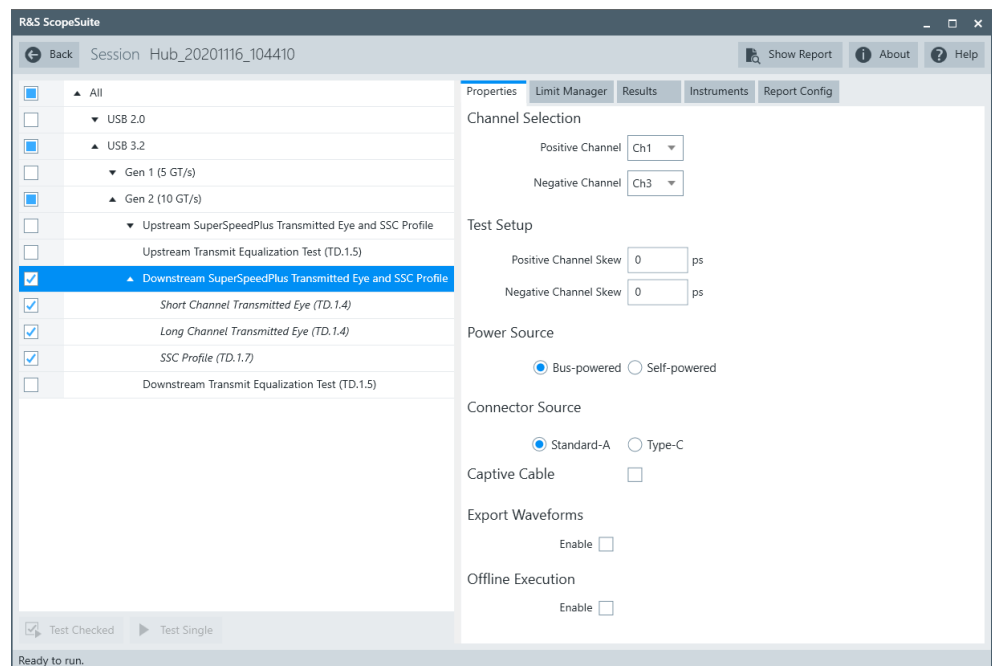 R&S ScopeSuite
Back Session Hub_20201116_104410 Show Report About Help
All
USB 2.0
USB 3.2
Gen 1 (5 GT/s)
Gen 2 (10 GT/s)
Upstream SuperSpeedPlus Transmitted Eye and SSC Profile
Upstream Transmit Equalization Test (TD.1.5)
Downstream SuperSpeedPlus Transmitted Eye and SSC Profile
Short Channel Transmitted Eye (TD.1.4)
Long Channel Transmitted Eye (TD.1.4)
SSC Profile (TD.1.7)
Downstream Transmit Equalization Test (TD.1.5)
Test Checked Test Single
Properties Limit Manager Results Instruments Report Config
Channel Selection
Positive Channel Ch1
Negative Channel Ch3
Test Setup
Positive Channel Skew 0 ps
Negative Channel Skew 0 ps
Power Source
Bus-powered Self-powered
Connector Source
Standard-A Type-C
Captive Cable
Export Waveforms
Enable
Offline Execution
Enable
Ready to run.